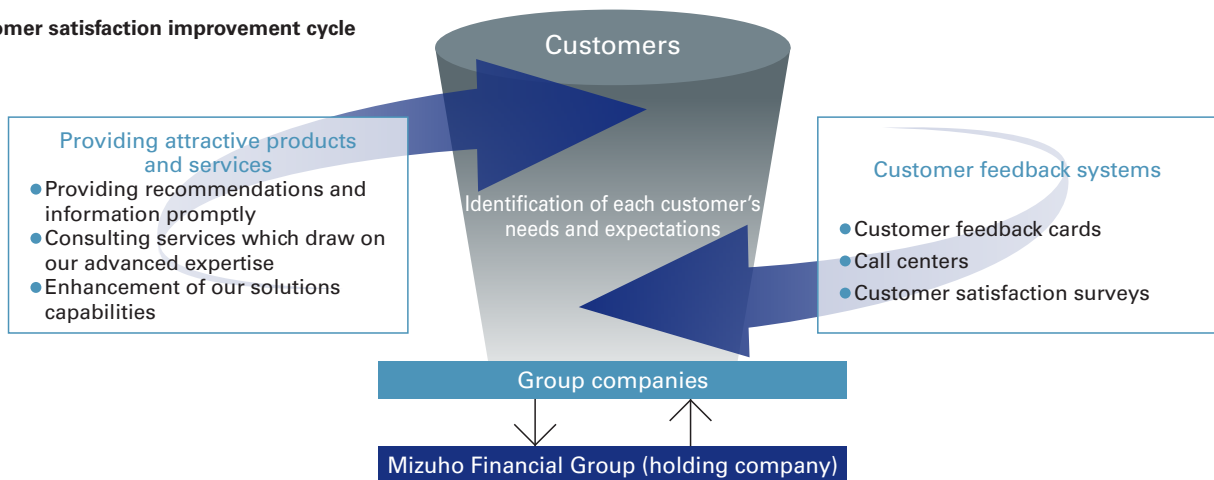 omer satisfaction improvement cycle
Customers
Providing attractive products
and services
●Providing recommendations and
information promptly
●Consulting services which draw on
our advanced expertise
●Enhancement of our solutions
capabilities
Identification of each customer's
needs and expectations
Customer feedback systems
●Customer feedback cards
●Call centers
●Customer satisfaction surveys
Group companies
Mizuho Financial Group (holding company)